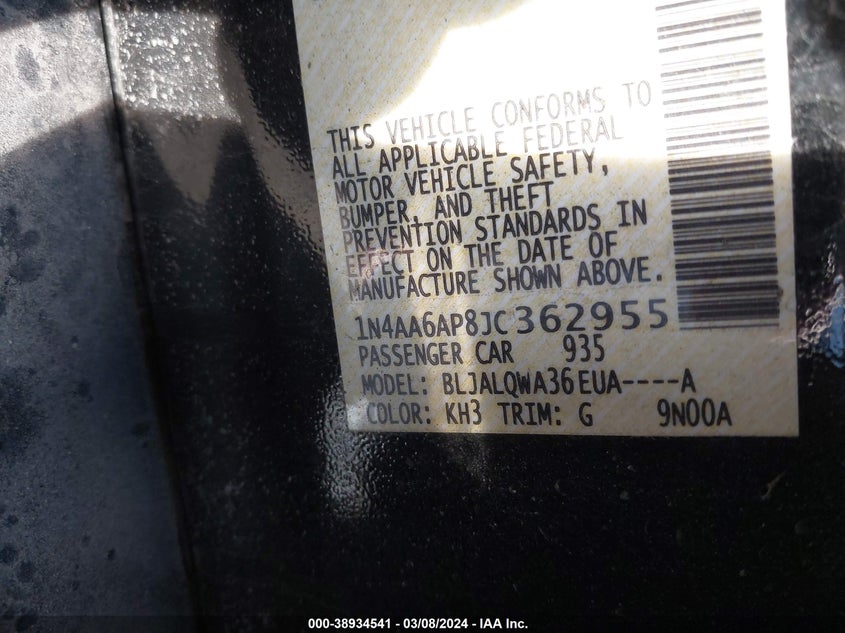 THIS VEHICLE CONFORMS TO
ALL APPLICABLE FEDERAL
MOTOR VEHICLE SAFETY,
BUMPER, AND THEFT
PREVENTION STANDARDS IN
EFFECT ON THE DATE OF
MANUFACTURE SHOWN ABOVE.
1N4AA6AP8JC362955
PASSENGER CAR 935
MODEL: BLJALQWA36EUA----A
COLOR: KH3 TRIM: G 9N00A
000-38934541 - 03/08/2024 - IAA Inc.